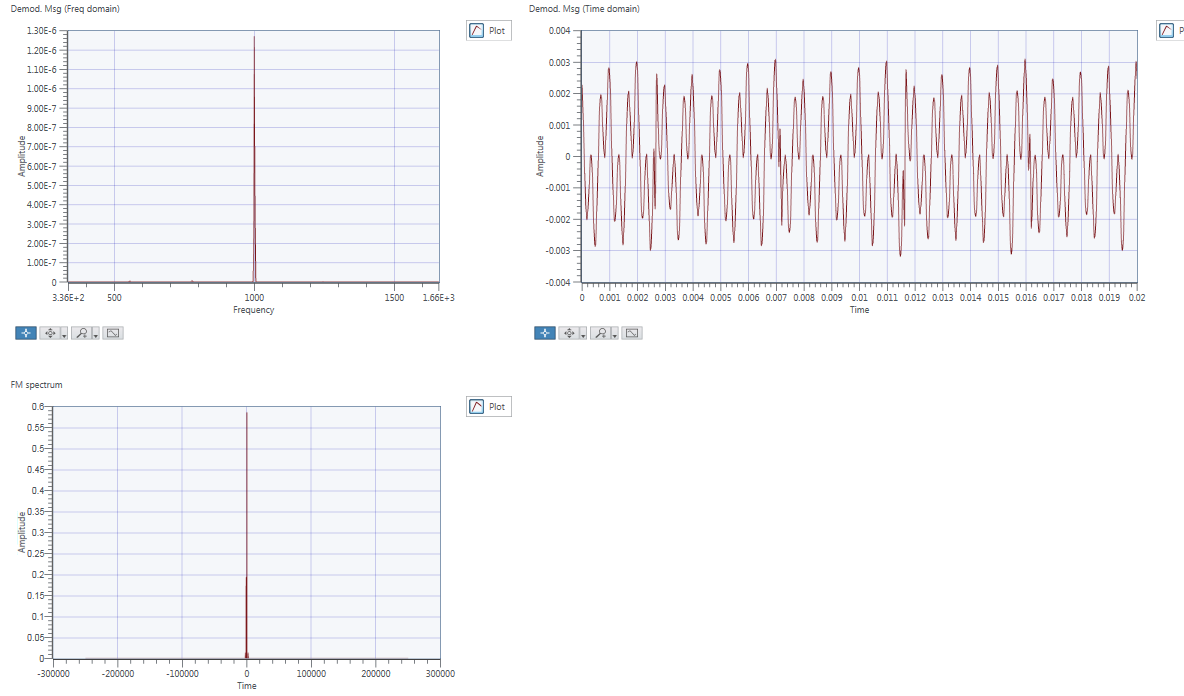 Demod. Msg (Freq domain)
Plot
1.30E-6
1.20E-6
1.10E-6
1.00E-6
9.00E-7
8.00E-7
7.00E-7
6.00E-7
5.00E-7
4.00E-7
3.00E-7
2.00E-7
1.00E-7
0
Amplitude
3.36E+2 500 1000 1500 1.66E+3
Frequency
Demod. Msg (Time domain)
P
0.004
0.003
0.002
0.001
0
-0.001
-0.002
-0.003
-0.004
Amplitude
0 0.001 0.002 0.003 0.004 0.005 0.006 0.007 0.008 0.009 0.01 0.011 0.012 0.013 0.014 0.015 0.016 0.017 0.018 0.019 0.02
Time
FM spectrum
Plot
0.6
0.55
0.5
0.45
0.4
0.35
0.3
0.25
0.2
0.15
0.1
0.05
0
Amplitude
-300000 -200000 -100000 0 100000 200000 300000
Time